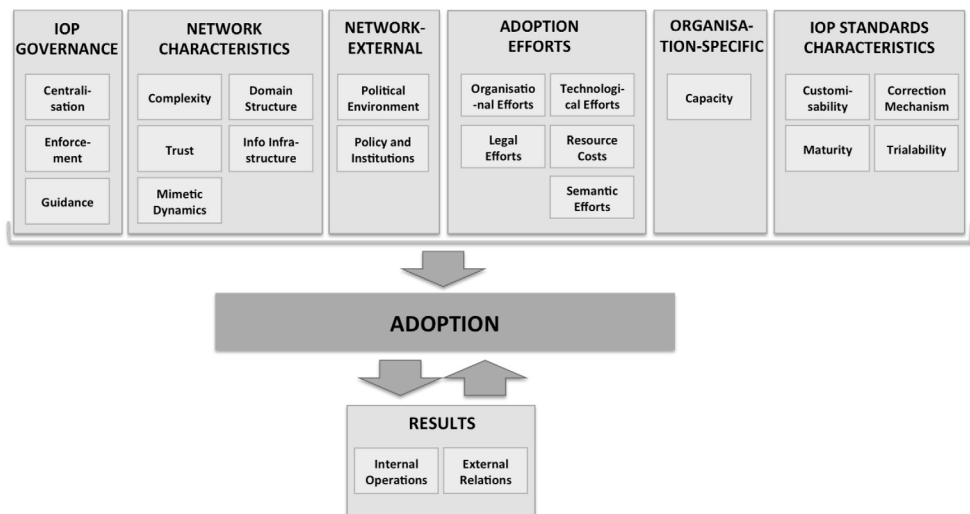 IOP
GOVERNANCE
Centrali-
sation
Enforce-
ment
Guidance
NETWORK
CHARACTERISTICS
Complexity
Domain
Structure
Trust
Info Infra-
structure
Mimetic
Dynamics
NETWORK-
EXTERNAL
Political
Environment
Policy and
Institutions
ADOPTION
EFFORTS
Organisatio
-nal Efforts
Technologi-
cal Efforts
Legal
Efforts
Resource
Costs
Semantic
Efforts
ORGANISA-
TION-SPECIFIC
Capacity
IOP STANDARDS
CHARACTERISTICS
Customi-
sability
Correction
Mechanism
Maturity
Trialability
ADOPTION
RESULTS
Internal
Operations
External
Relations